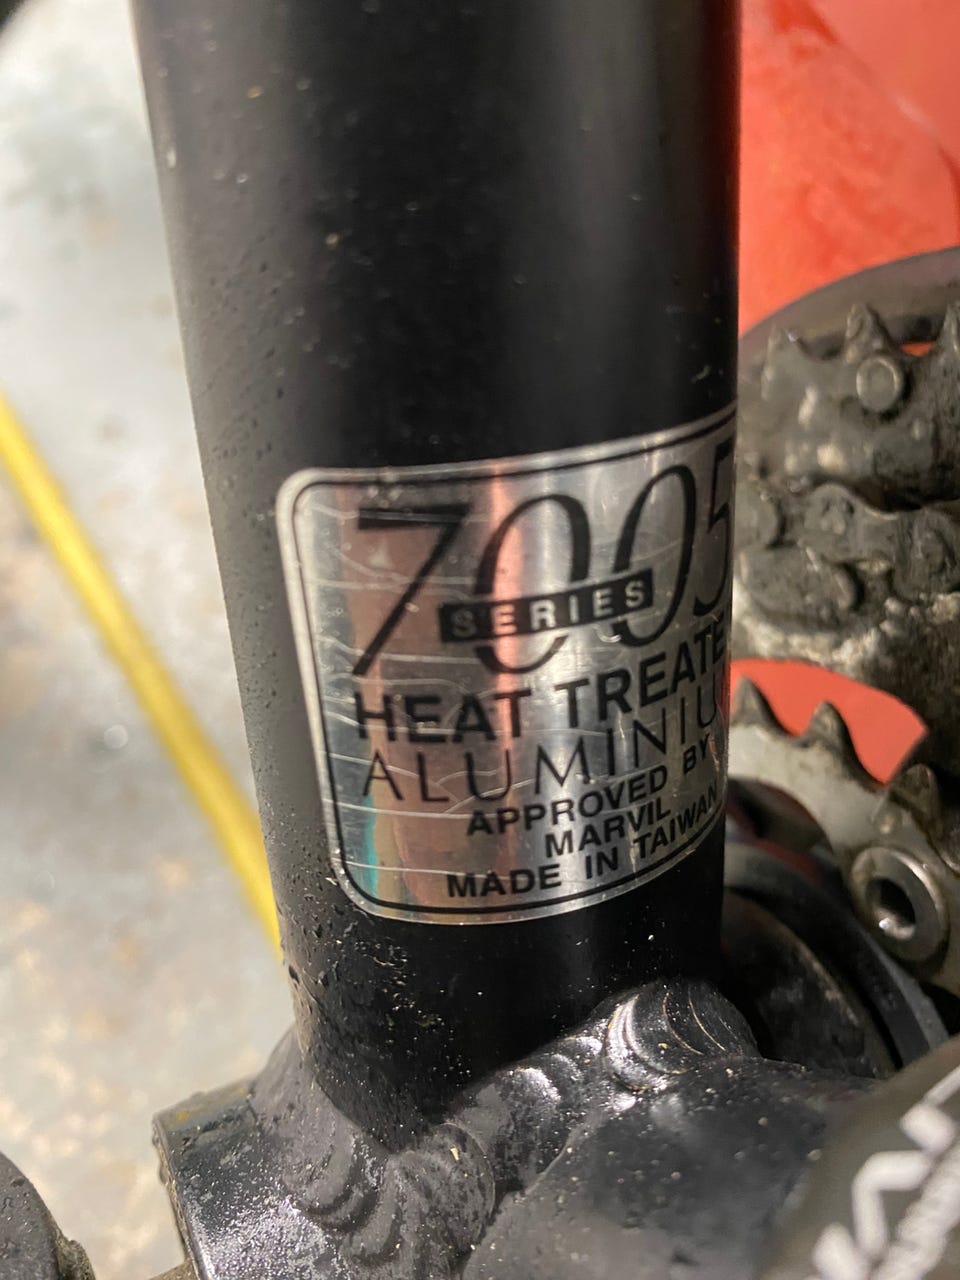 7005
SERIES
HEAT TREATE
ALUMINIU
APPROVED BY
MARVIL
MADE IN TAIWAN